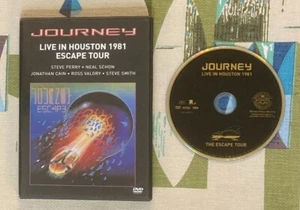 JOURNEY
LIVE IN HOUSTON 1981
ESCAPE TOUR
STEVE PERRY • NEAL SCHON
JONATHAN CAIN • ROSS VALORY • STEVE SMITH
DVD
JOURNEY
LIVE IN HOUSTON 1981
THE ESCAPE TOUR